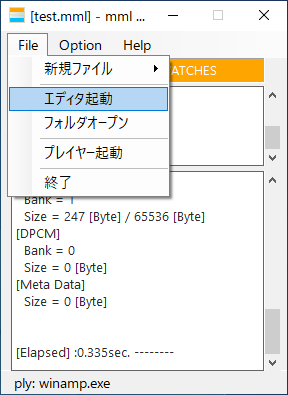 [test.mml] - mml ...
File Option Help
新規ファイル
ATCHES
エディタ起動
フォルダオープン
プレイヤー起動
終了
Bank = 1
Size = 247 [Byte] / 65536 [Byte]
[DPCM]
Bank = 0
Size = 0 [Byte]
[Meta Data]
Size = 0 [Byte]
[Elapsed] :0.335sec. --------
ply: winamp.exe